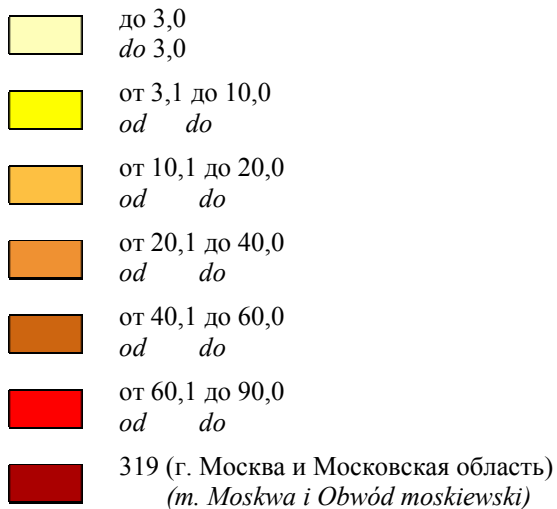 до 3,0
do 3,0
от 3,1 до 10,0
od do
от 10,1 до 20,0
od do
от 20,1 до 40,0
od do
от 40,1 до 60,0
od do
от 60,1 до 90,0
od do
319 (г. Москва и Московская область)
(m. Moskwa i Obwód moskiewski)